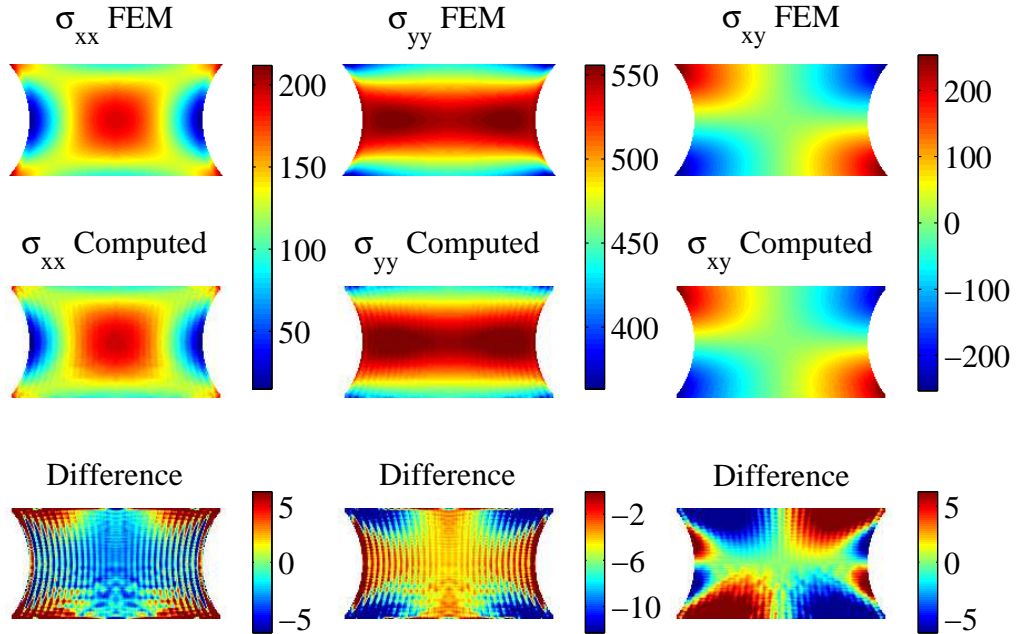 σxx FEM
σyy FEM
σxy FEM
200
150
100
50
550
500
450
400
200
100
0
−100
−200
σxx Computed
σyy Computed
σxy Computed
Difference
Difference
Difference
5
0
−5
−2
−6
−10
5
0
−5